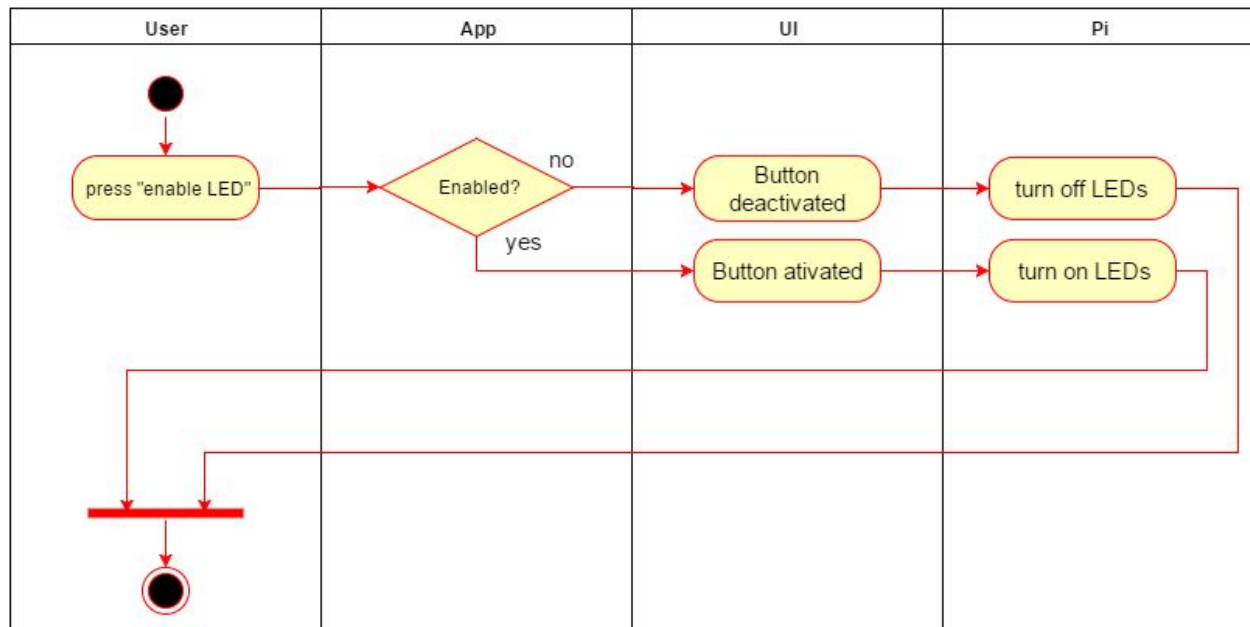 User
App
UI
Pi
press "enable LED"
Enabled?
no
yes
Button
deactivated
turn off LEDs
Button ativated
turn on LEDs